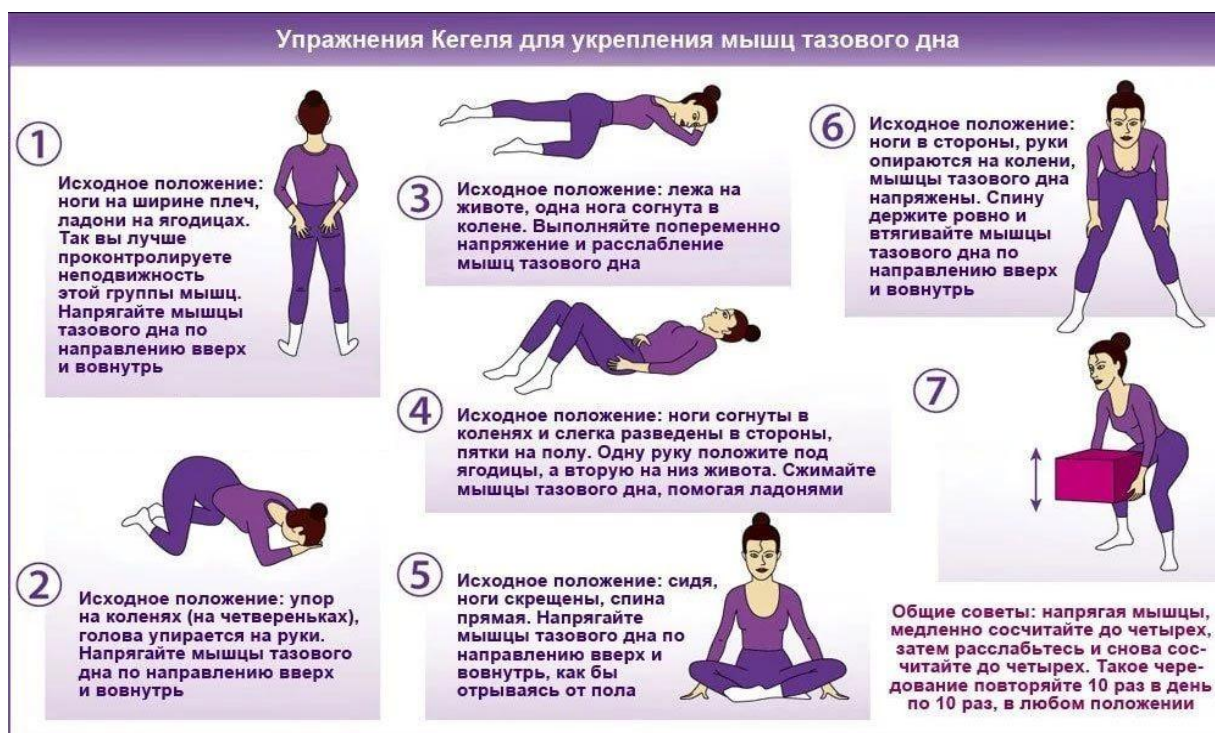 Упражнения Кегеля для укрепления мышц тазового дна
1
Исходное положение:
ноги на ширине плеч,
ладони на ягодицах.
Так вы лучше
проконтролируете
неподвижность
этой группы мышц.
Напрягайте мышцы
тазового дна по
направлению вверх
и вовнутрь
2
Исходное положение: упор
на коленях (на четвереньках),
голова упирается на руки.
Напрягайте мышцы тазового
дна по направлению вверх
и вовнутрь
3
Исходное положение: лежа на
животе, одна нога согнута в
колене. Выполняйте попеременно
напряжение и расслабление
мышц тазового дна
4
Исходное положение: ноги согнуты в
коленях и слегка разведены в стороны,
пятки на полу. Одну руку положите под
ягодицы, а вторую на низ живота. Сжимайте
мышцы тазового дна, помогая ладонями
5
Исходное положение: сидя,
ноги скрещены, спина
прямая. Напрягайте
мышцы тазового дна по
направлению вверх и
вовнутрь, как бы
отрываясь от пола
6
Исходное положение:
ноги в стороны, руки
опираются на колени,
мышцы тазового дна
напряжены. Спину
держите ровно и
втягивайте мышцы
тазового дна по
направлению вверх
и вовнутрь
7
Общие советы: напрягая мышцы,
медленно сосчитайте до четырех,
затем расслабьтесь и снова сос-
читайте до четырех. Такое чере-
дование повторяйте 10 раз в день
по 10 раз, в любом положении